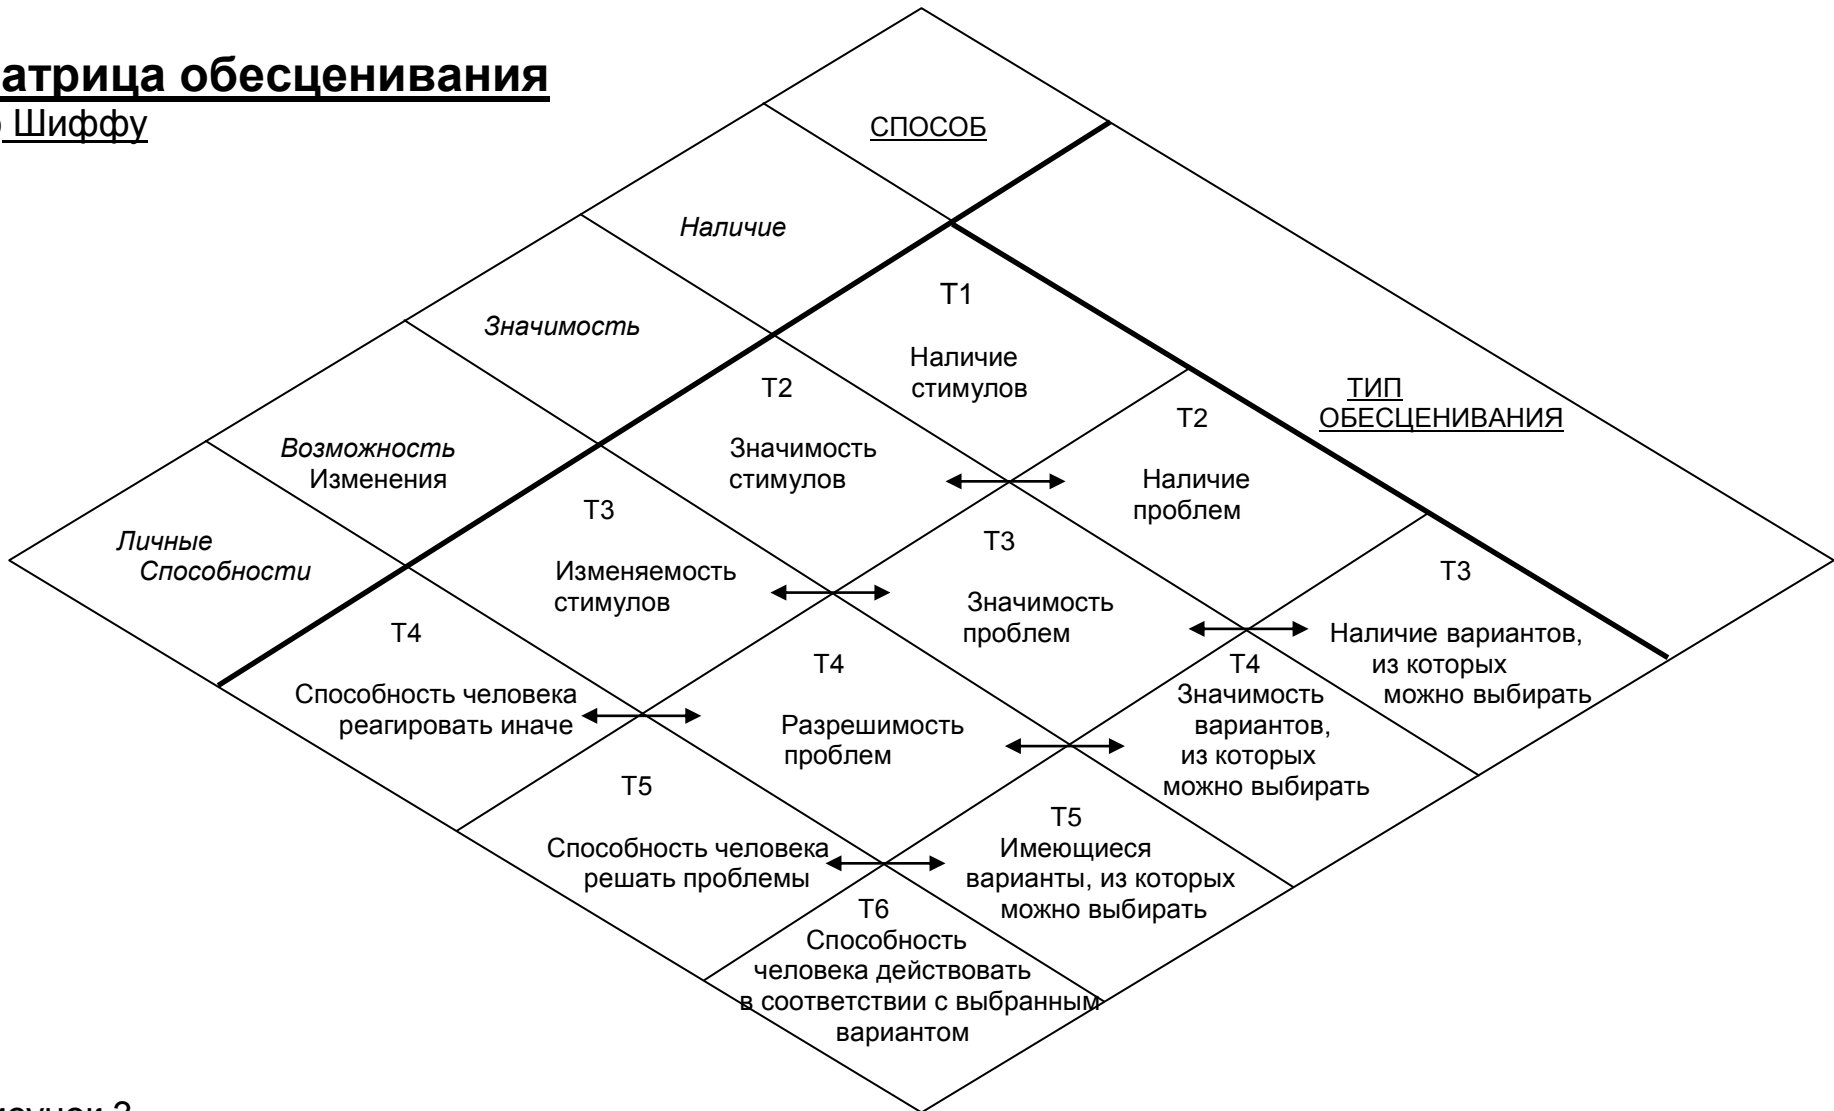 атрица обесценивания
о Шиффу
СПОСОБ
Наличие
Значимость
Возможность
Изменения
Личные
Способности
ТИП
ОБЕСЦЕНИВАНИЯ
Т1
Наличие
стимулов
Т2
Значимость
стимулов
Т2
Наличие
проблем
Т3
Изменяемость
стимулов
Т3
Значимость
проблем
Т3
Наличие вариантов,
из которых
можно выбирать
Т4
Способность человека
реагировать иначе
Т4
Разрешимость
проблем
Т4
Значимость
вариантов,
из которых
можно выбирать
Т5
Способность человека
решать проблемы
Т5
Имеющиеся
варианты, из которых
можно выбирать
Т6
Способность
человека действовать
в соответствии с выбранным
вариантом